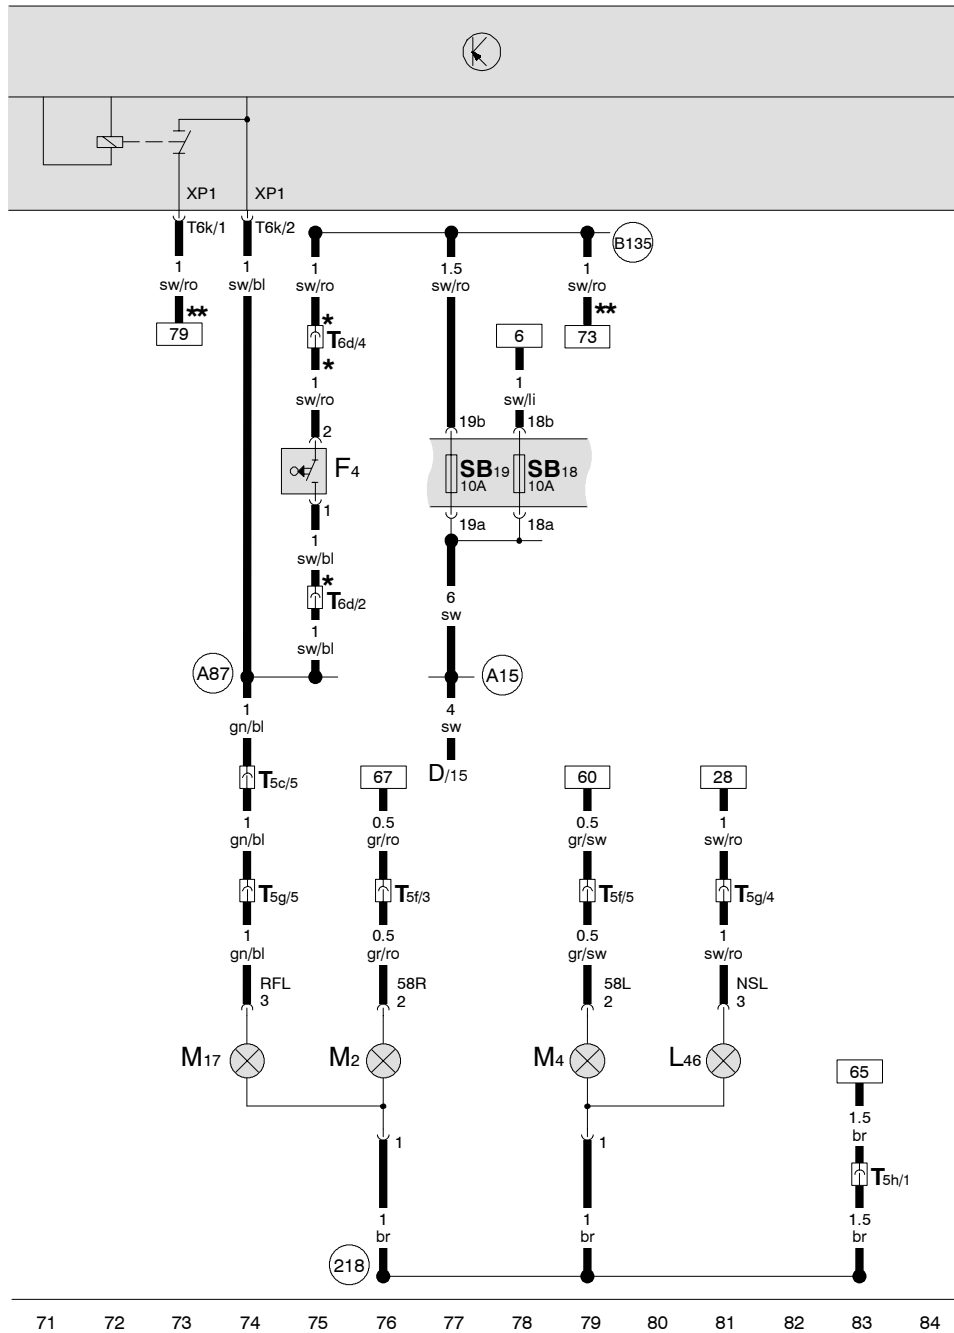 XP1 XP1
T6k/1 T6k/2
B135
1 1 1 1.5 1
sw/ro sw/bl sw/ro sw/ro sw/ro
** * **
79 T6d/4 6 73
*
1 1
sw/ro sw/li
2 19b 18b
F4 SB19 SB18
10A 10A
1 19a 18a
1
sw/bl
*
T6d/2 6
sw
1
sw/bl
A87 A15
1 4
gn/bl sw
T5c/5 67 D/15 60 28
1 0.5 0.5 1
gn/bl gr/ro gr/sw sw/ro
T5g/5 T5f/3 T5f/5 T5g/4
1 0.5 0.5 1
gn/bl gr/ro gr/sw sw/ro
RFL 58R 58L NSL
3 2 2 3
M17 M2 M4 L46
65
1.5
br
1 1
T5h/1
1 1 1.5
br br br
218
71 72 73 74 75 76 77 78 79 80 81 82 83 84